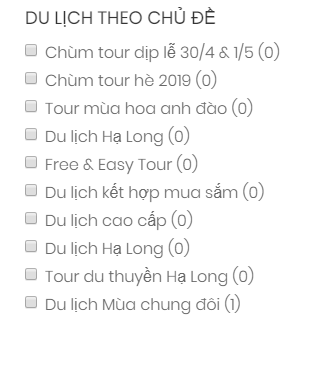 DU LỊCH THEO CHỦ ĐỀ
Chùm tour dịp lễ 30/4 & 1/5 (0)
Chùm tour hè 2019 (0)
Tour mùa hoa anh đào (0)
Du lịch Hạ Long (0)
Free & Easy Tour (0)
Du lịch kết hợp mua sắm (0)
Du lịch cao cấp (0)
Du lịch Hạ Long (0)
Tour du thuyền Hạ Long (0)
Du lịch Mùa chung đôi (1)